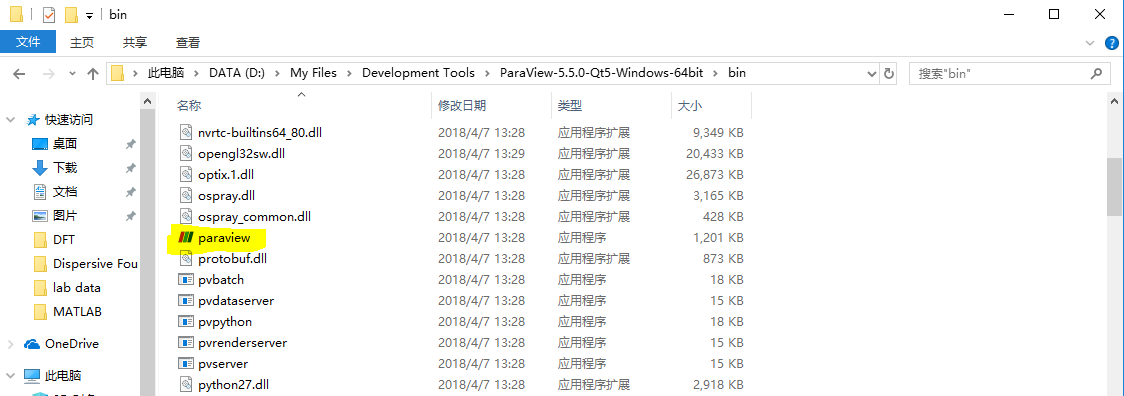 bin
文件 主页 共享 查看
此电脑 › DATA (D:) › My Files › Development Tools › ParaView-5.5.0-Qt5-Windows-64bit › bin 搜索"bin"
名称 修改日期 类型 大小
快速访问
桌面
下载
文档
图片
DFT
Dispersive Fou
lab data
MATLAB
OneDrive
此电脑
nvrtc-builtins64_80.dll 2018/4/7 13:28 应用程序扩展 9,349 KB
opengl32sw.dll 2018/4/7 13:29 应用程序扩展 20,433 KB
optix.1.dll 2018/4/7 13:28 应用程序扩展 26,873 KB
ospray.dll 2018/4/7 13:28 应用程序扩展 3,165 KB
ospray_common.dll 2018/4/7 13:28 应用程序扩展 428 KB
paraview 2018/4/7 13:28 应用程序 1,201 KB
protobuf.dll 2018/4/7 13:28 应用程序扩展 873 KB
pvbatch 2018/4/7 13:28 应用程序 18 KB
pvdataserver 2018/4/7 13:28 应用程序 15 KB
pvpython 2018/4/7 13:28 应用程序 18 KB
pvrenderserver 2018/4/7 13:28 应用程序 15 KB
pvserver 2018/4/7 13:28 应用程序 15 KB
python27.dll 2018/4/7 13:28 应用程序扩展 2,918 KB